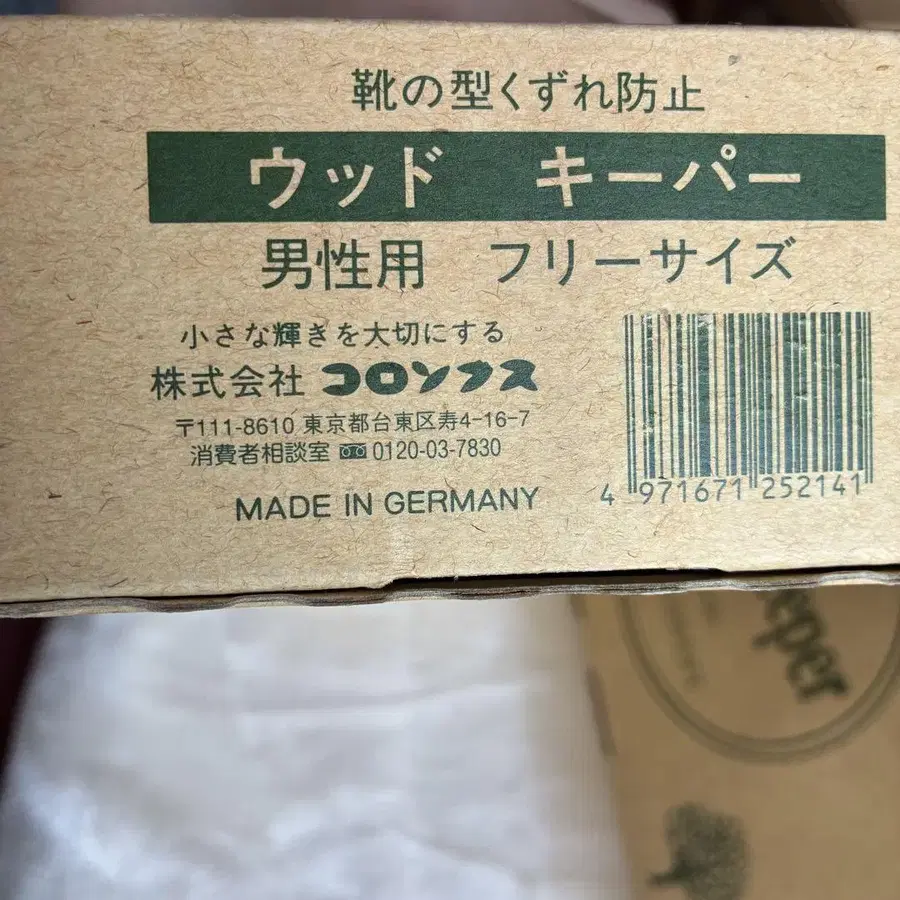 靴の型くずれ防止
ウッド キーパー
男性用 フリーサイズ
小さな輝きを大切にする
株式会社 コロンブス
〒111-8610 東京都台東区寿4-16-7
消費者相談室 0120-03-7830
MADE IN GERMANY
4 971671 252141
eper